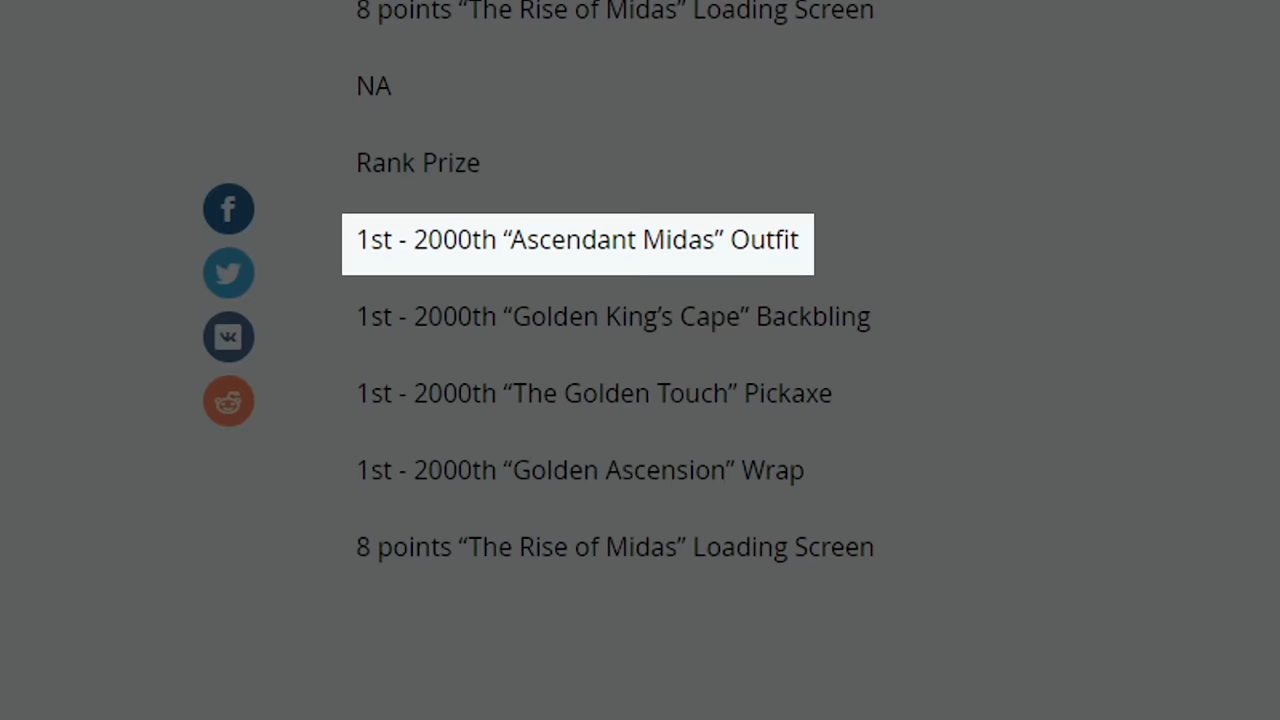 8 points “The Rise of Midas” Loading Screen
NA
Rank Prize
1st - 2000th “Ascendant Midas” Outfit
1st - 2000th “Golden King’s Cape” Backbling
1st - 2000th “The Golden Touch” Pickaxe
1st - 2000th “Golden Ascension” Wrap
8 points “The Rise of Midas” Loading Screen